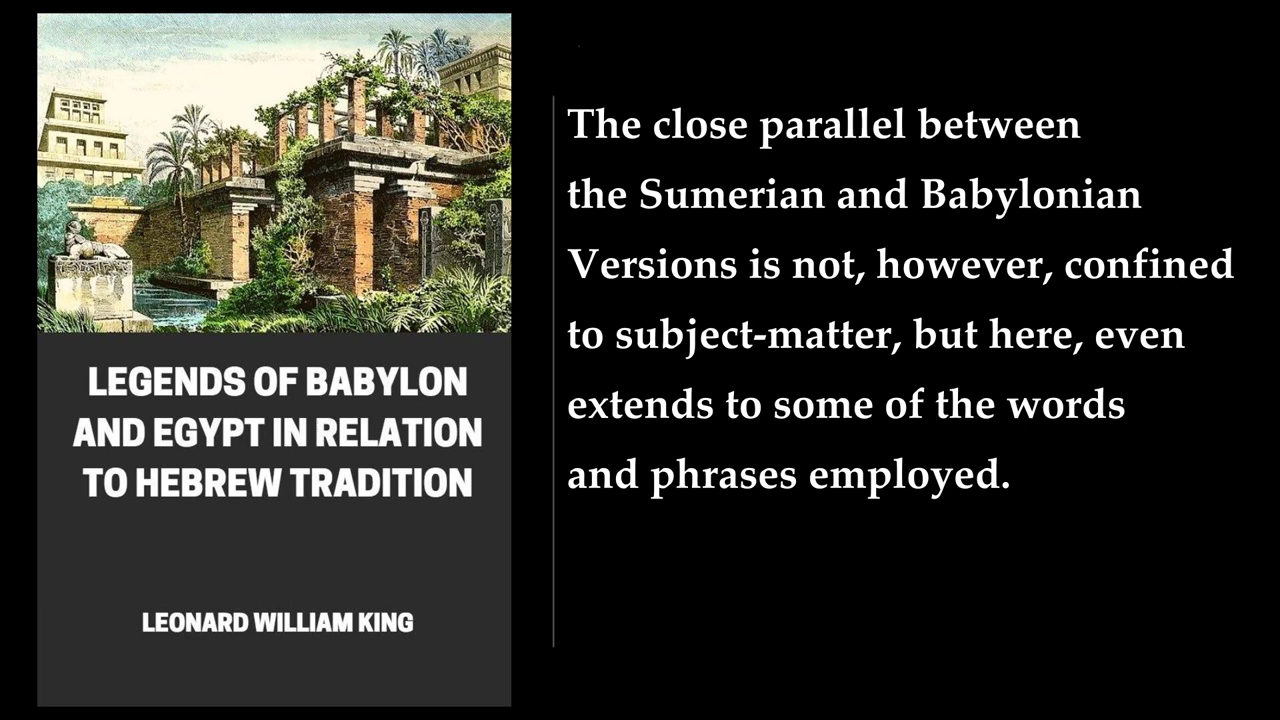 LEGENDS OF BABYLON
AND EGYPT IN RELATION
TO HEBREW TRADITION
LEONARD WILLIAM KING
The close parallel between
the Sumerian and Babylonian
Versions is not, however, confined
to subject-matter, but here, even
extends to some of the words
and phrases employed.